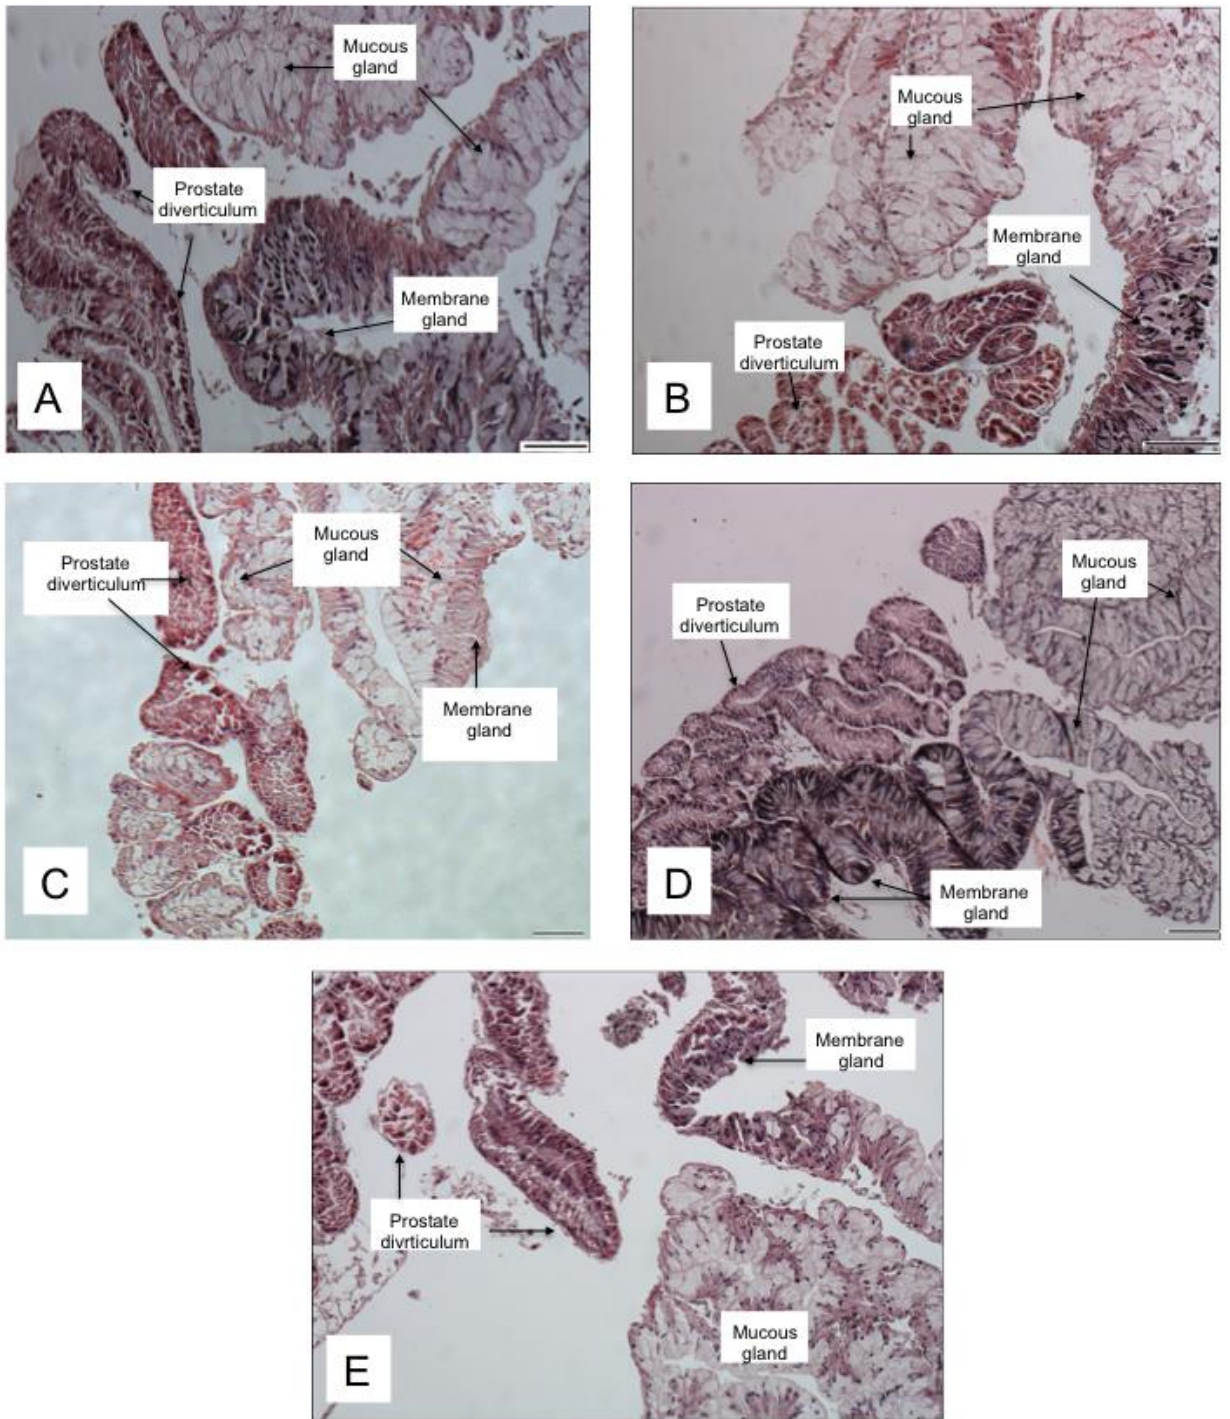 Mucous
gland
Prostate
diverticulum
Membrane
gland
A
Mucous
gland
Membrane
gland
Prostate
diverticulum
B
Mucous
gland
Prostate
diverticulum
Membrane
gland
C
Mucous
gland
Prostate
diverticulum
Membrane
gland
D
Membrane
gland
Prostate
divrticulum
Mucous
gland
E